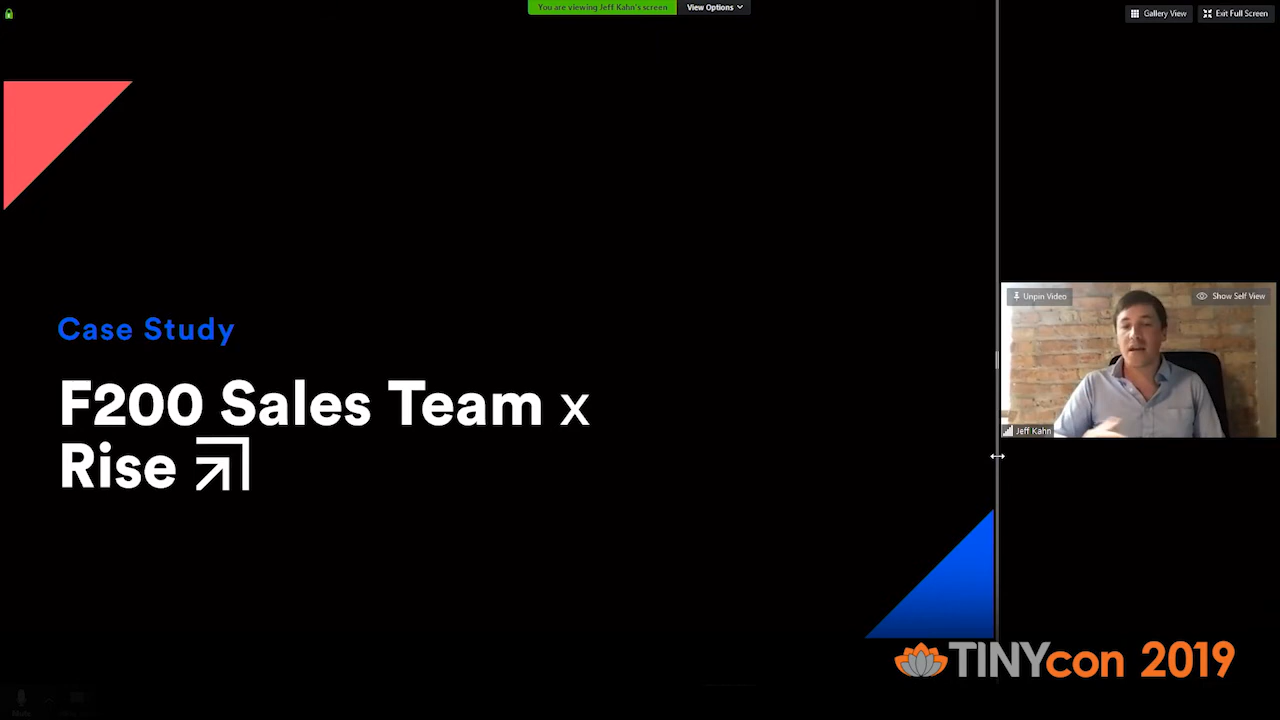 You are viewing Jeff Kahn's screen
View Options
Gallery View
Exit Full Screen
Case Study
F200 Sales Team x
Rise
Unpin Video
Show Self View
Jeff Kahn
TINYcon 2019